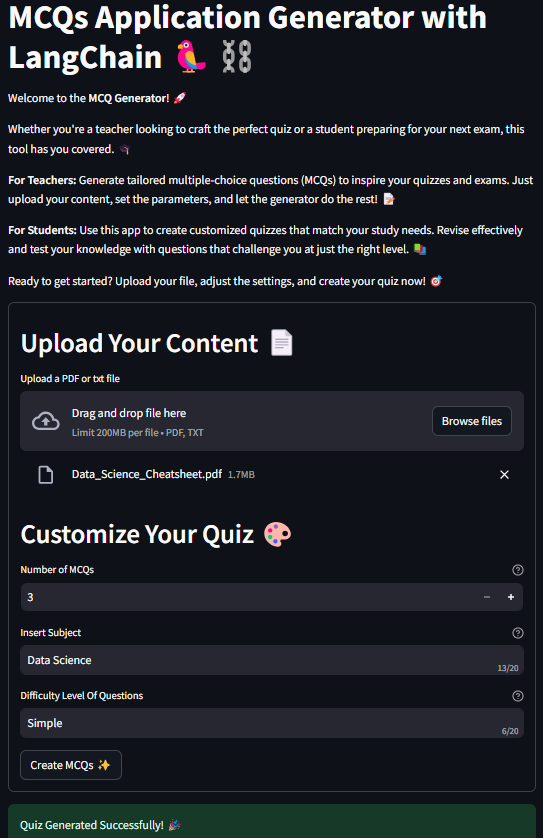 MCQs Application Generator with
LangChain 🦜 ⛓️
Welcome to the MCQ Generator! 🚀
Whether you're a teacher looking to craft the perfect quiz or a student preparing for your next exam, this
tool has you covered. 🎓
For Teachers: Generate tailored multiple-choice questions (MCQs) to inspire your quizzes and exams. Just
upload your content, set the parameters, and let the generator do the rest! 📝
For Students: Use this app to create customized quizzes that match your study needs. Revise effectively
and test your knowledge with questions that challenge you at just the right level. 📚
Ready to get started? Upload your file, adjust the settings, and create your quiz now! 🎯
Upload Your Content 📄
Upload a PDF or txt file
Drag and drop file here
Limit 200MB per file • PDF, TXT
Browse files
Data_Science_Cheatsheet.pdf 1.7MB
Customize Your Quiz 🎨
Number of MCQs
3
Insert Subject
Data Science
13/20
Difficulty Level Of Questions
Simple
6/20
Create MCQs ✨
Quiz Generated Successfully! 🎉